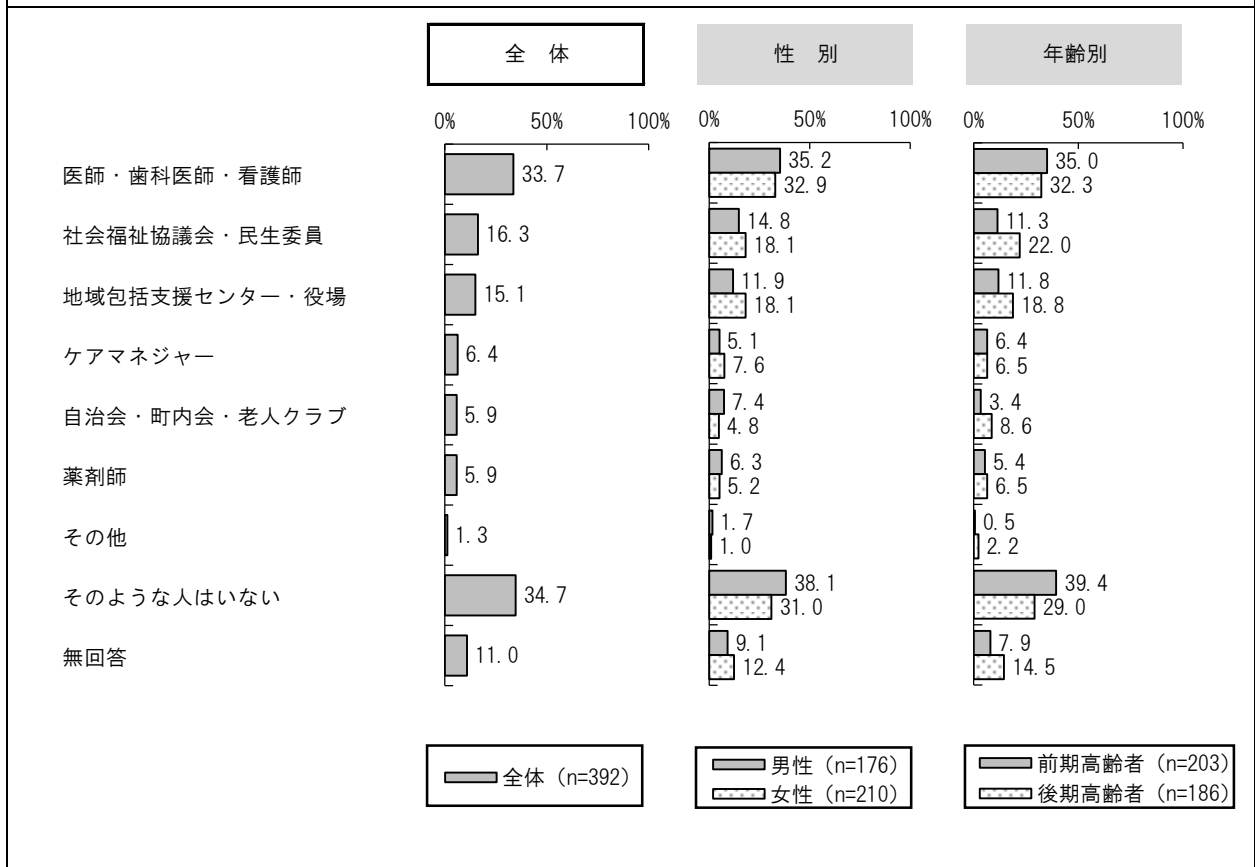 全 体
性 別
年齢別
0% 50% 100%
0% 50% 100%
0% 50% 100%
医師・歯科医師・看護師 33.7 35.2 35.0
32.9 32.3
社会福祉協議会・民生委員 16.3 14.8 11.3
18.1 22.0
地域包括支援センター・役場 15.1 11.9 11.8
18.1 18.8
ケアマネジャー 6.4 5.1 6.4
7.6 6.5
自治会・町内会・老人クラブ 5.9 7.4 3.4
4.8 8.6
薬剤師 5.9 6.3 5.4
5.2 6.5
その他 1.3 1.7 0.5
1.0 2.2
そのような人はいない 34.7 38.1 39.4
31.0 29.0
無回答 11.0 9.1 7.9
12.4 14.5
全体（n=392）
男性（n=176）
女性（n=210）
前期高齢者（n=203）
後期高齢者（n=186）